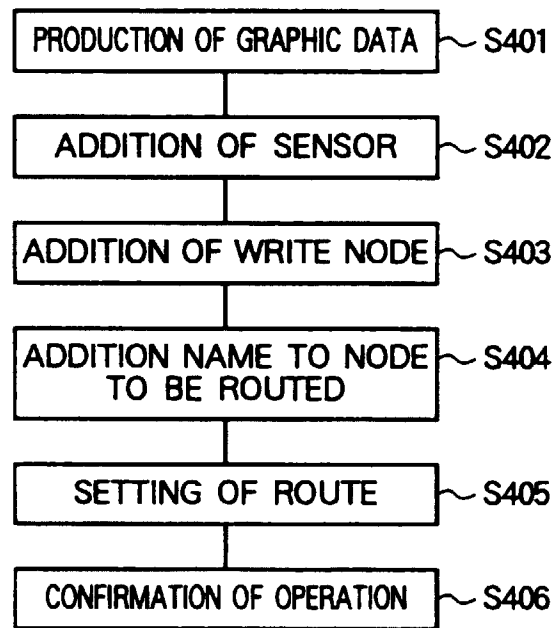 PRODUCTION OF GRAPHIC DATA S401
ADDITION OF SENSOR S402
ADDITION OF WRITE NODE S403
ADDITION NAME TO NODE S404
TO BE ROUTED
SETTING OF ROUTE S405
CONFIRMATION OF OPERATION S406